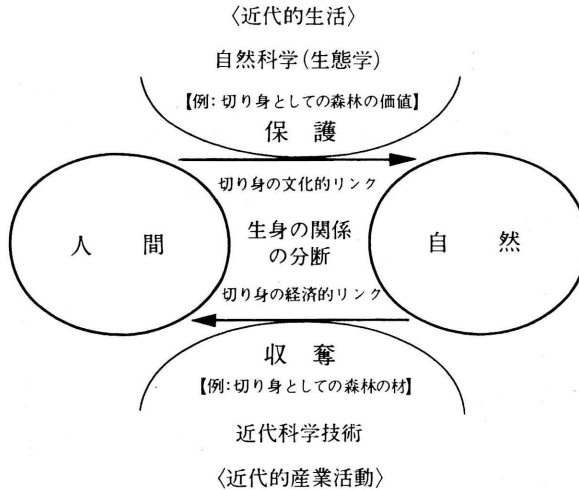 〈近代的生活〉
自然科学(生態学)
【例:切り身としての森林の価値】
保　護
切り身の文化的リンク
人　間
生身の関係
の分断
自　然
切り身の経済的リンク
収　奪
【例:切り身としての森林の材】
近代科学技術
〈近代的産業活動〉